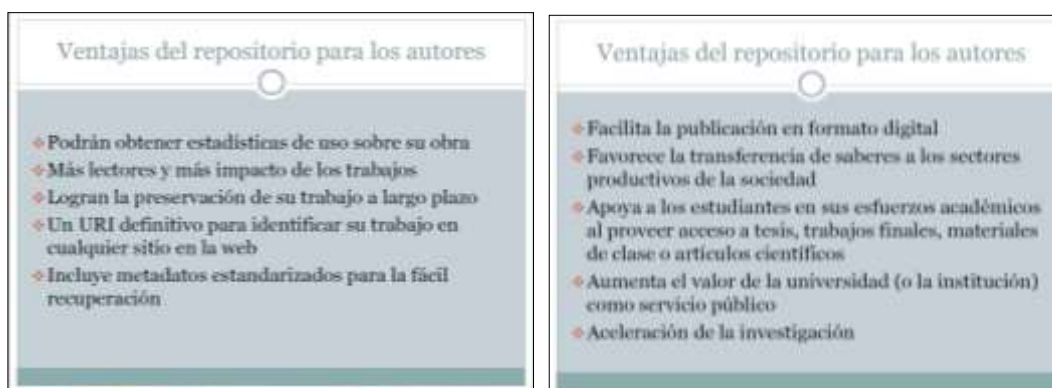 Ventajas del repositorio para los autores
Podrán obtener estadísticas de uso sobre su obra
Más lectores y más impacto de los trabajos
Logran la preservación de su trabajo a largo plazo
Un URI definitivo para identificar su trabajo en
cualquier sitio en la web
Incluye metadatos estandarizados para la fácil
recuperación
Ventajas del repositorio para los autores
Facilita la publicación en formato digital
Favorece la transferencia de saberes a los sectores
productivos de la sociedad
Apoya a los estudiantes en sus esfuerzos académicos
al proveer acceso a tesis, trabajos finales, materiales
de clase o artículos científicos
Aumenta el valor de la universidad (o la institución)
como servicio público
Aceleración de la investigación